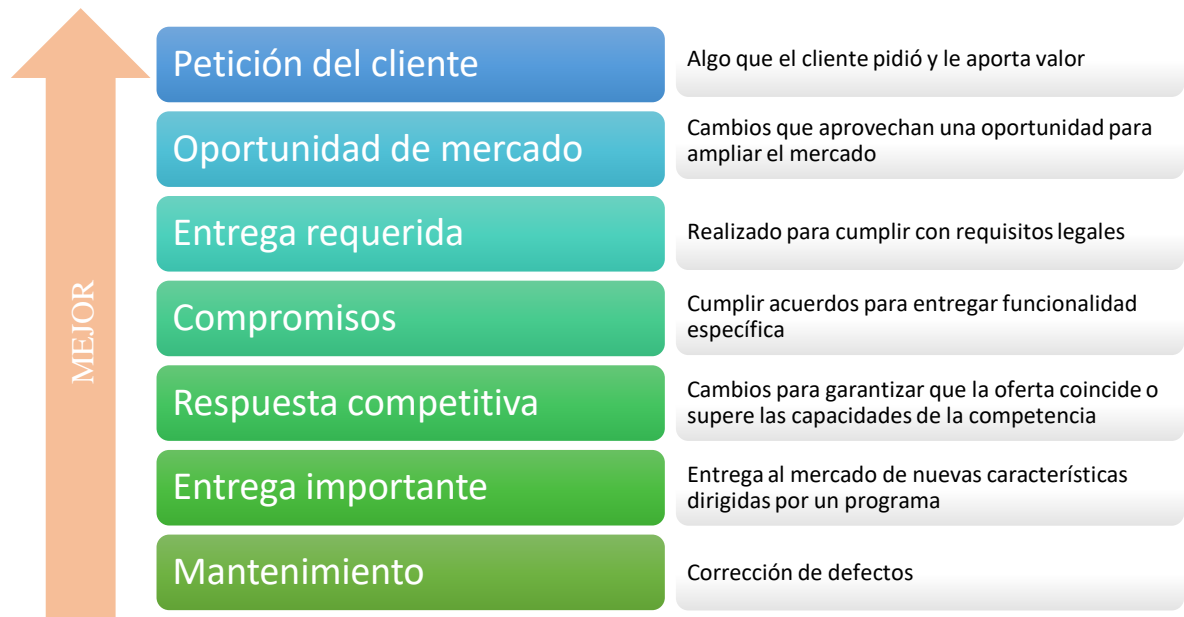 Petición del cliente
Algo que el cliente pidió y le aporta valor
Oportunidad de mercado
Cambios que aprovechan una oportunidad para
ampliar el mercado
Entrega requerida
Realizado para cumplir con requisitos legales
Compromisos
Cumplir acuerdos para entregar funcionalidad
específica
Respuesta competitiva
Cambios para garantizar que la oferta coincide o
supere las capacidades de la competencia
Entrega importante
Entrega al mercado de nuevas características
dirigidas por un programa
Mantenimiento
Corrección de defectos
MEJOR